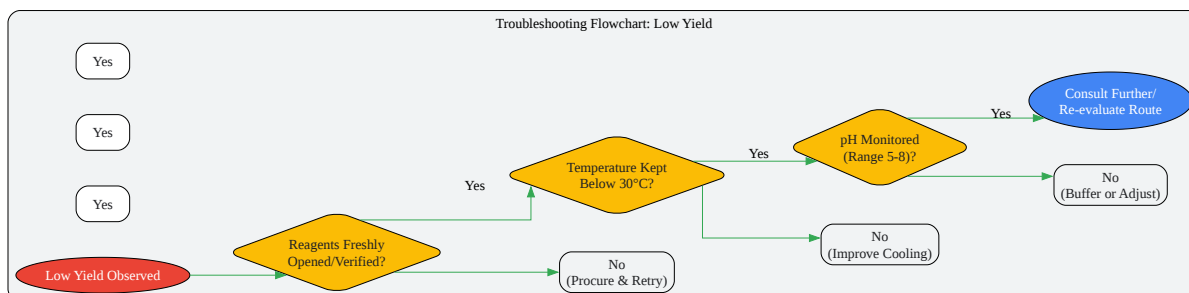 Troubleshooting Flowchart: Low Yield
Yes
Yes
Yes
Low Yield Observed
Reagents Freshly
Opened/Verified?
Yes
No
(Procure & Retry)
Temperature Kept
Below 30°C?
Yes
No
(Improve Cooling)
pH Monitored
(Range 5-8)?
Yes
Consult Further/
Re-evaluate Route
No
(Buffer or Adjust)